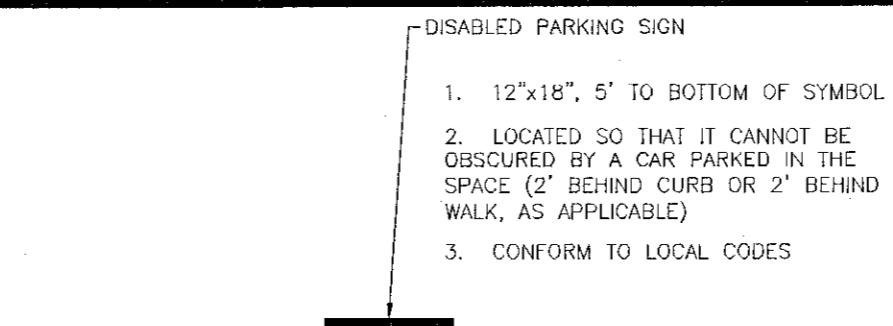 DISABLED PARKING SIGN
1. 12"x18", 5' TO BOTTOM OF SYMBOL
2. LOCATED SO THAT IT CANNOT BE
OBSCURED BY A CAR PARKED IN THE
SPACE (2' BEHIND CURB OR 2' BEHIND
WALK, AS APPLICABLE)
3. CONFORM TO LOCAL CODES